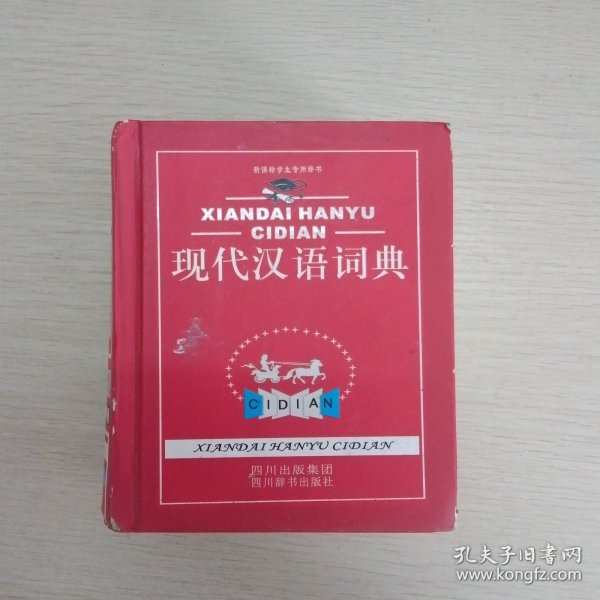 新课标学生专用辞书
XIANDAI HANYU
CIDIAN
现代汉语词典
CIDIAN
XIANDAI HANYU CIDIAN
四川出版集团
四川辞书出版社
孔夫子旧书网
www.kongfz.com